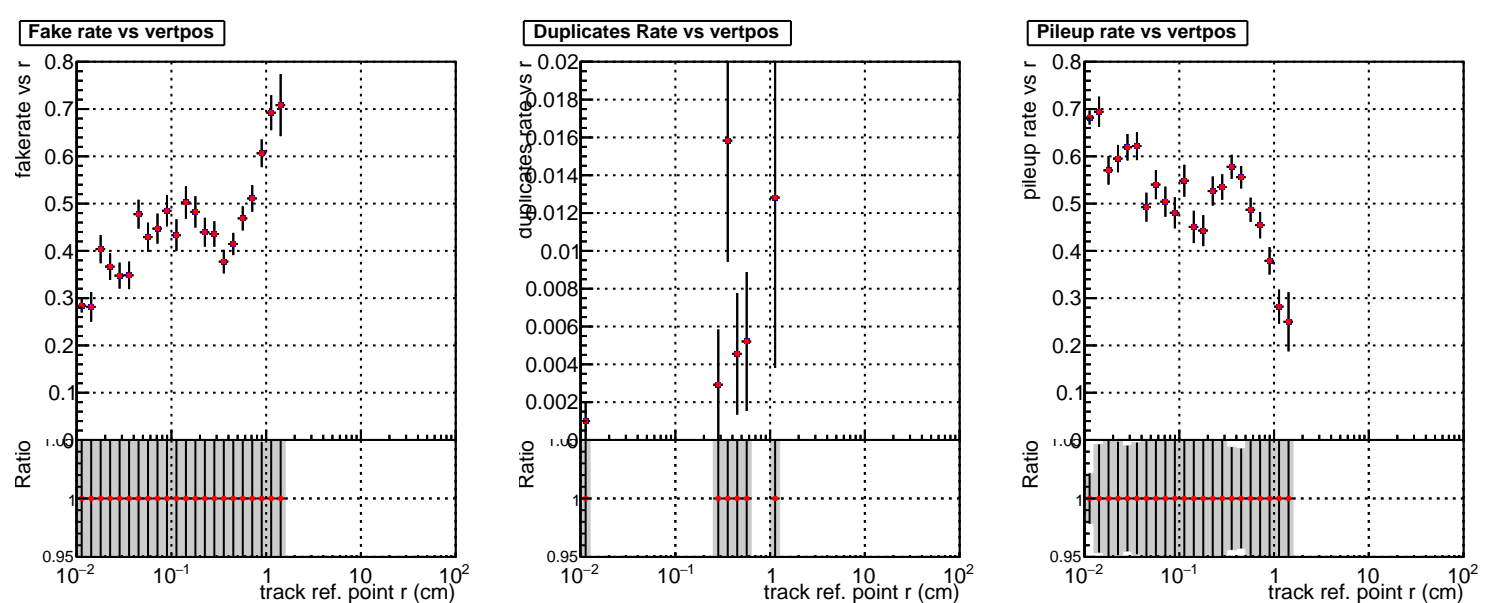 Fake rate vs vertpos
Duplicates Rate vs vertpos
Pileup rate vs vertpos
fakerate vs r
0.8
0.7
0.6
0.5
0.4
0.3
0.2
0.1
0
Ratio
1
0.95
10−2 10−1 1 10 102
track ref. point r (cm)
duplicates rate vs r
0.02
0.018
0.016
0.014
0.012
0.01
0.008
0.006
0.004
0.002
0
Ratio
1
0.95
10−2 10−1 1 10 102
track ref. point r (cm)
pileup rate vs r
0.8
0.7
0.6
0.5
0.4
0.3
0.2
0.1
0
Ratio
1
0.95
10−2 10−1 1 10 102
track ref. point r (cm)